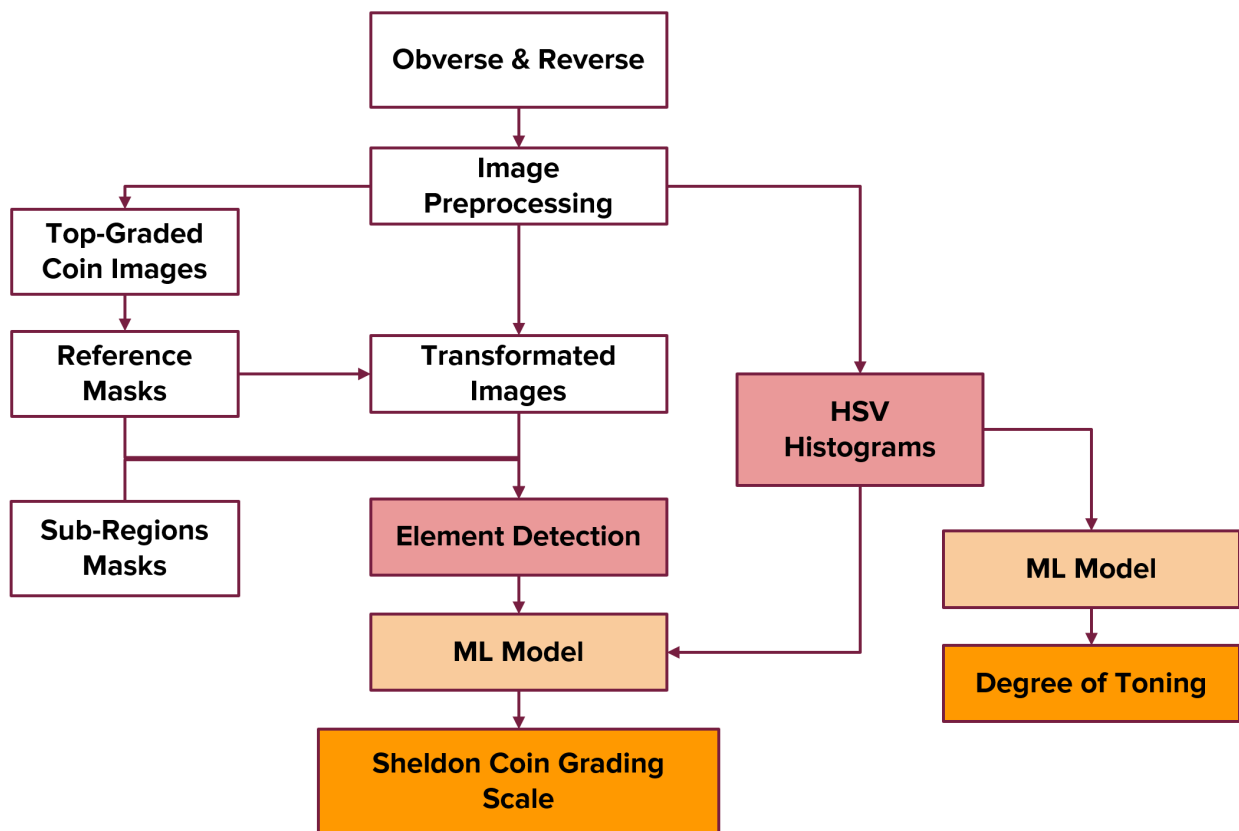 Obverse & Reverse
Image
Preprocessing
Top-Graded
Coin Images
Reference
Masks
Transformated
Images
HSV
Histograms
Sub-Regions
Masks
Element Detection
ML Model
ML Model
Degree of Toning
Sheldon Coin Grading
Scale